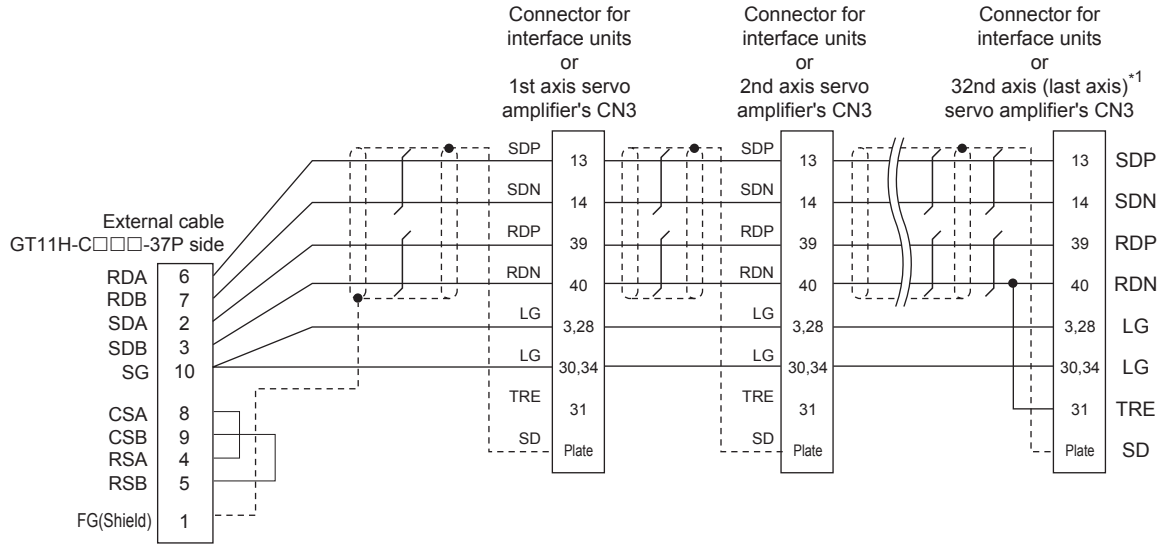 Connector for
interface units
or
1st axis servo
amplifier's CN3
Connector for
interface units
or
2nd axis servo
amplifier's CN3
Connector for
interface units
or
32nd axis (last axis)*1
servo amplifier's CN3
External cable
GT11H-C□□□-37P side
RDA 6
RDB 7
SDA 2
SDB 3
SG 10
CSA 8
CSB 9
RSA 4
RSB 5
FG(Shield) 1
SDP 13
SDN 14
RDP 39
RDN 40
LG 3,28
LG 30,34
TRE 31
SD Plate
SDP 13
SDN 14
RDP 39
RDN 40
LG 3,28
LG 30,34
TRE 31
SD Plate
13 SDP
14 SDN
39 RDP
40 RDN
3,28 LG
30,34 LG
31 TRE
Plate SD